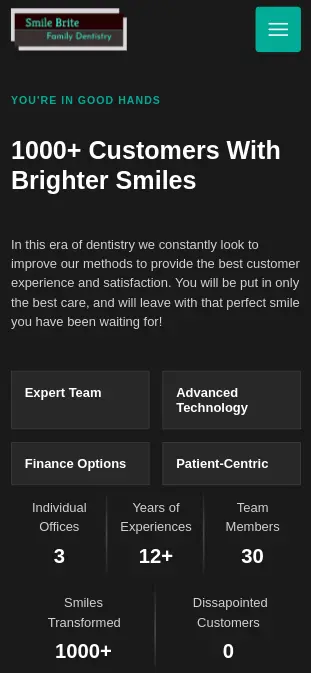 Smile Brite
Family Dentistry
YOU'RE IN GOOD HANDS
1000+ Customers With
Brighter Smiles
In this era of dentistry we constantly look to
improve our methods to provide the best customer
experience and satisfaction. You will be put in only
the best care, and will leave with that perfect smile
you have been waiting for!
Expert Team
Advanced
Technology
Finance Options
Patient-Centric
Individual
Offices
3
Years of
Experiences
12+
Team
Members
30
Smiles
Transformed
1000+
Dissapointed
Customers
0